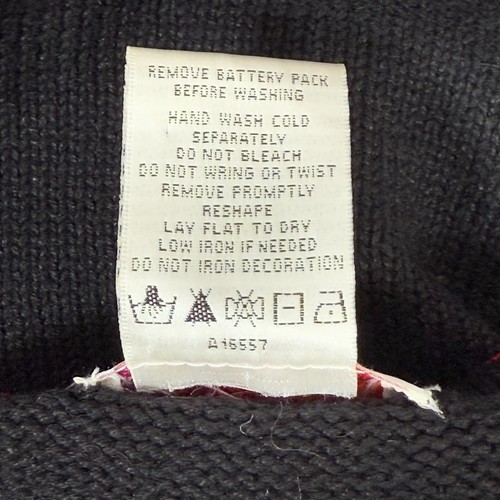 REMOVE BATTERY PACK
BEFORE WASHING
HAND WASH COLD
SEPARATELY
DO NOT BLEACH
DO NOT WRING OR TWIST
REMOVE PROMPTLY
RESHAPE
LAY FLAT TO DRY
LOW IRON IF NEEDED
DO NOT IRON DECORATION
A16557